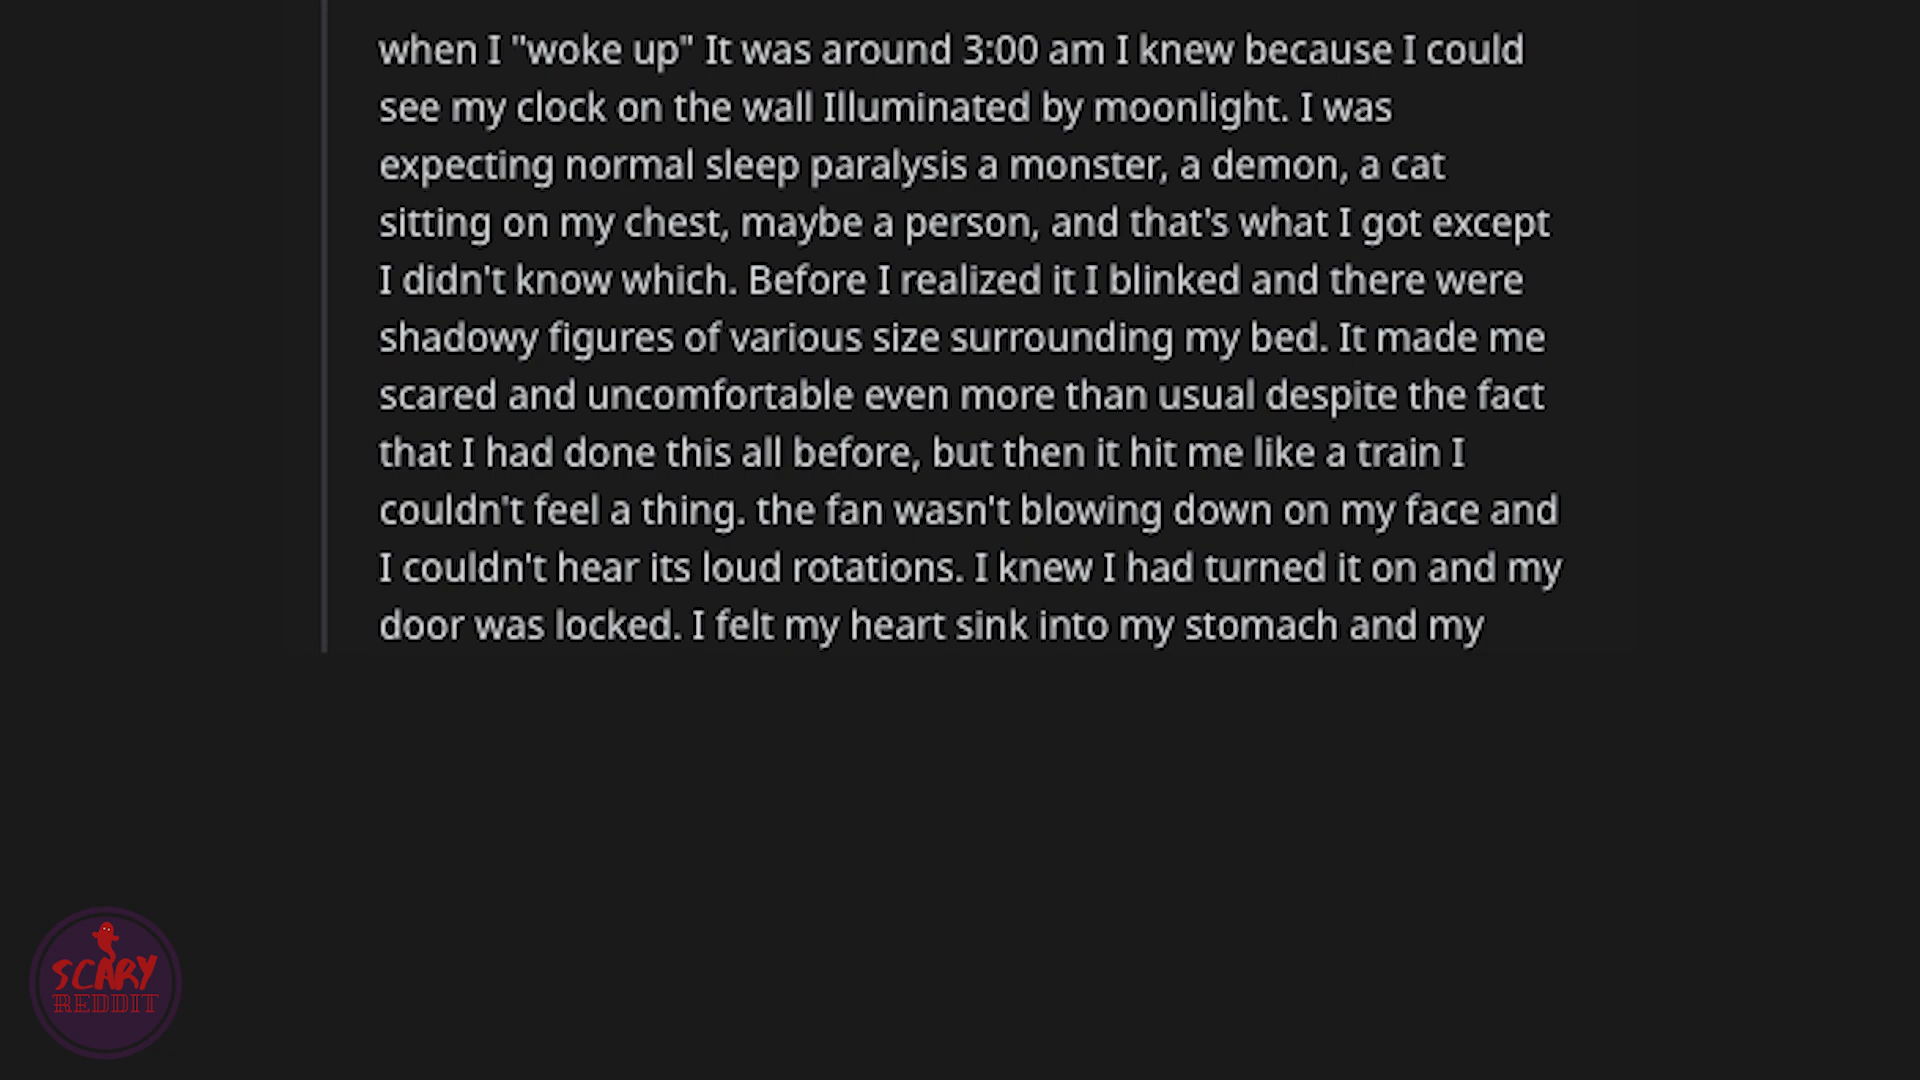 when I "woke up" It was around 3:00 am I knew because I could
see my clock on the wall Illuminated by moonlight. I was
expecting normal sleep paralysis a monster, a demon, a cat
sitting on my chest, maybe a person, and that's what I got except
I didn't know which. Before I realized it I blinked and there were
shadowy figures of various size surrounding my bed. It made me
scared and uncomfortable even more than usual despite the fact
that I had done this all before, but then it hit me like a train I
couldn't feel a thing. the fan wasn't blowing down on my face and
I couldn't hear its loud rotations. I knew I had turned it on and my
door was locked. I felt my heart sink into my stomach and my
SCARY
REDDIT